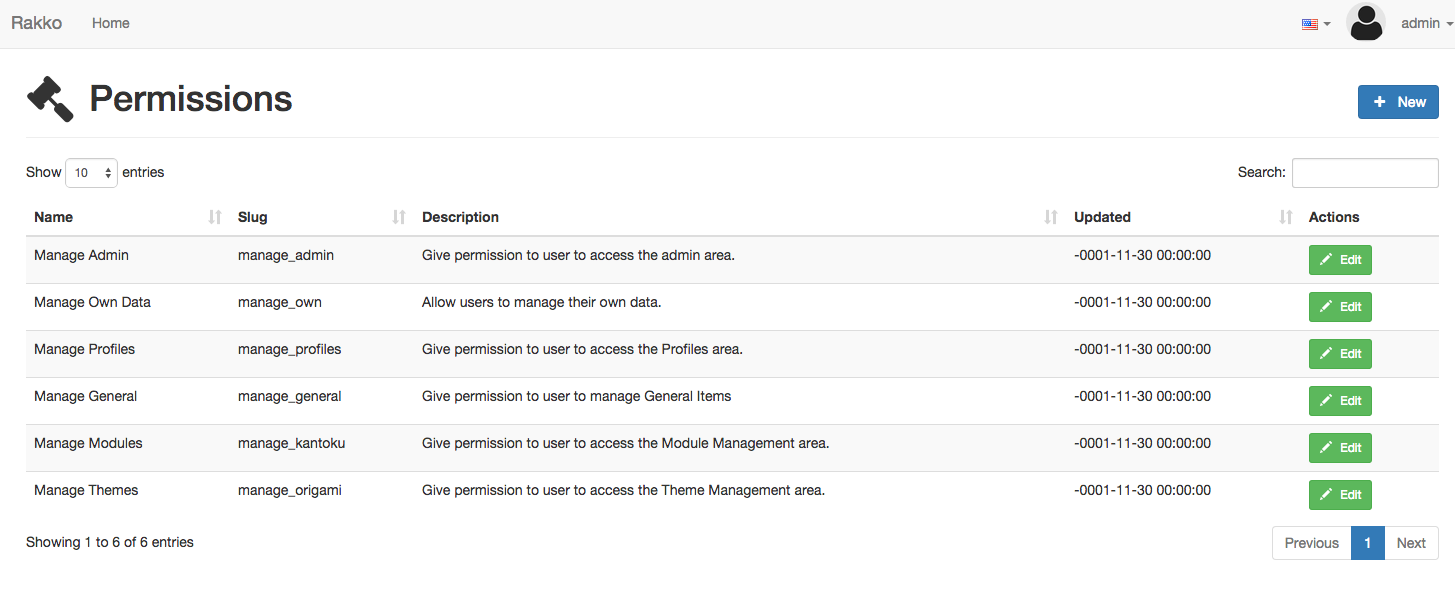 Rakko Home admin
Permissions
New
Show 10 entries Search:
Name Slug Description Updated Actions
Manage Admin manage_admin Give permission to user to access the admin area. -0001-11-30 00:00:00 Edit
Manage Own Data manage_own Allow users to manage their own data. -0001-11-30 00:00:00 Edit
Manage Profiles manage_profiles Give permission to user to access the Profiles area. -0001-11-30 00:00:00 Edit
Manage General manage_general Give permission to user to manage General Items -0001-11-30 00:00:00 Edit
Manage Modules manage_kantoku Give permission to user to access the Module Management area. -0001-11-30 00:00:00 Edit
Manage Themes manage_origami Give permission to user to access the Theme Management area. -0001-11-30 00:00:00 Edit
Showing 1 to 6 of 6 entries Previous 1 Next